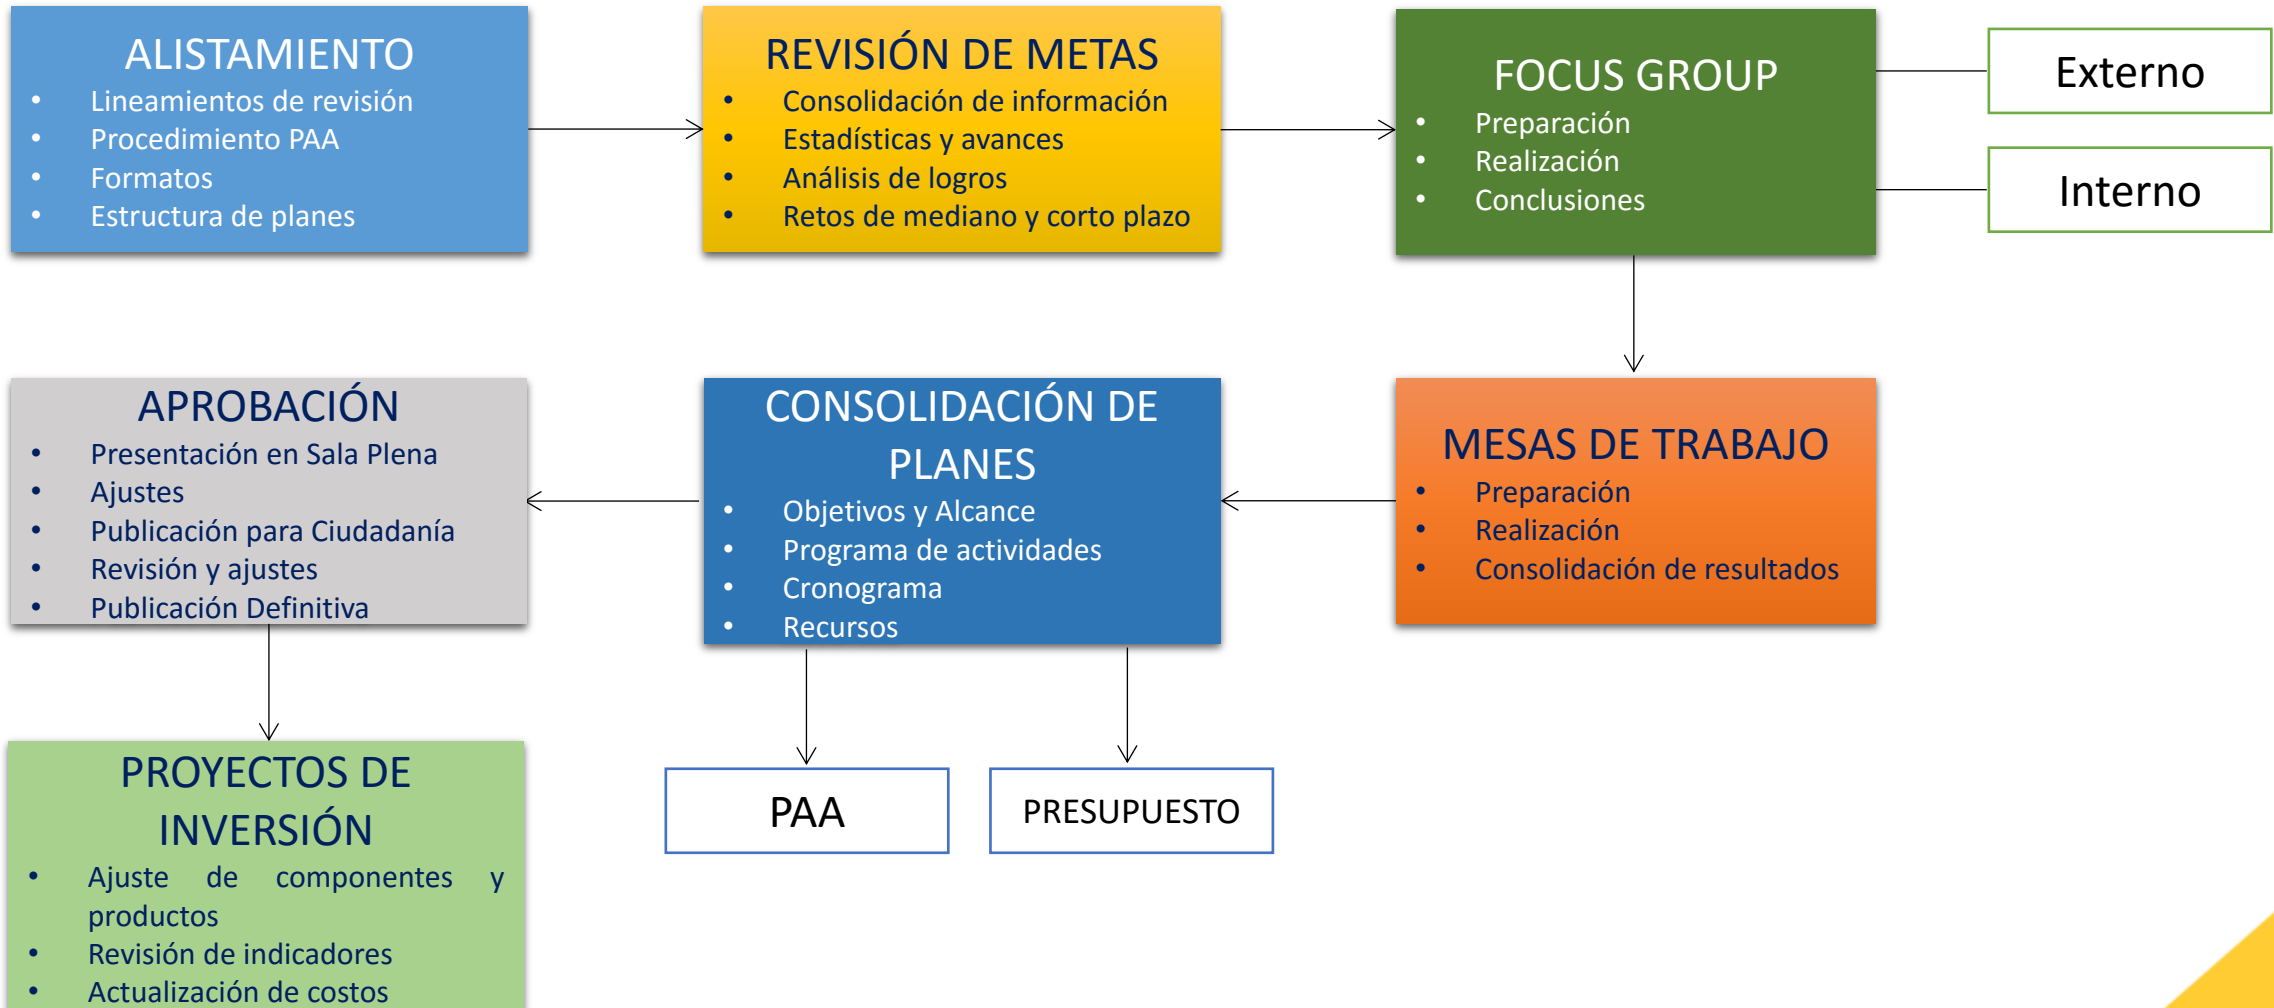 ALISTAMIENTO
• Lineamientos de revisión
• Procedimiento PAA
• Formatos
• Estructura de planes
REVISIÓN DE METAS
• Consolidación de información
• Estadísticas y avances
• Análisis de logros
• Retos de mediano y corto plazo
FOCUS GROUP
• Preparación
• Realización
• Conclusiones
Externo
Interno
APROBACIÓN
• Presentación en Sala Plena
• Ajustes
• Publicación para Ciudadanía
• Revisión y ajustes
• Publicación Definitiva
CONSOLIDACIÓN DE
PLANES
• Objetivos y Alcance
• Programa de actividades
• Cronograma
• Recursos
MESAS DE TRABAJO
• Preparación
• Realización
• Consolidación de resultados
PROYECTOS DE
INVERSIÓN
• Ajuste de componentes y
productos
• Revisión de indicadores
• Actualización de costos
PAA
PRESUPUESTO